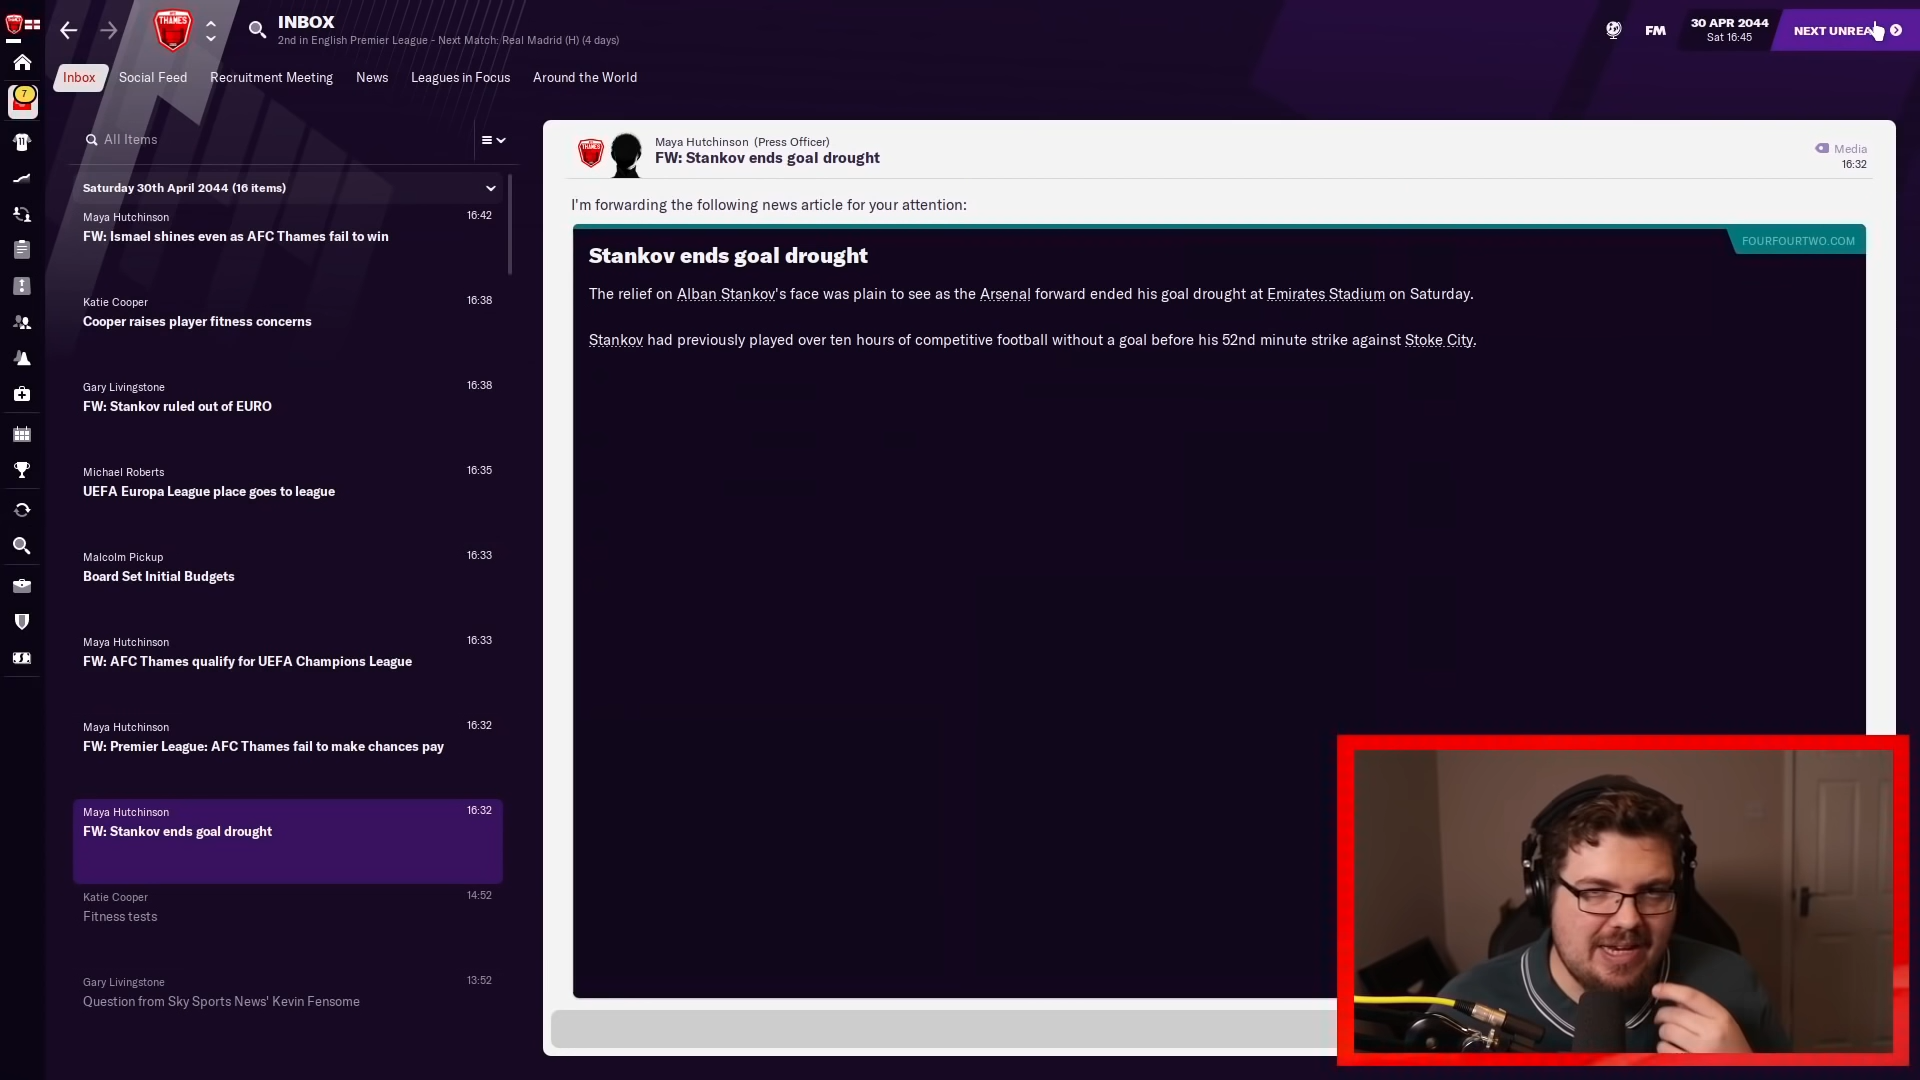 INBOX
2nd in English Premier League - Next Match: Real Madrid (H) (4 days)
FM
30 APR 2044
Sat 16:45
NEXT
THAMES
7
11
Inbox
Social Feed
Recruitment Meeting
News
Leagues in Focus
Around the World
All Items
Saturday 30th April 2044 (16 items)
Maya Hutchinson
16:42
FW: Ismael shines even as AFC Thames fail to win
Katie Cooper
16:38
Cooper raises player fitness concerns
Gary Livingstone
16:38
FW: Stankov ruled out of EURO
Michael Roberts
16:35
UEFA Europa League place goes to league
Malcolm Pickup
16:33
Board Set Initial Budgets
Maya Hutchinson
16:33
FW: AFC Thames qualify for UEFA Champions League
Maya Hutchinson
16:32
FW: Premier League: AFC Thames fail to make chances pay
Maya Hutchinson
16:32
FW: Stankov ends goal drought
Katie Cooper
14:52
Fitness tests
Gary Livingstone
13:52
Question from Sky Sports News' Kevin Fensome
Maya Hutchinson (Press Officer)
FW: Stankov ends goal drought
Media
16:32
I'm forwarding the following news article for your attention:
FOURFOURTWO.COM
Stankov ends goal drought
The relief on Alban Stankov's face was plain to see as the Arsenal forward ended his goal drought at Emirates Stadium on Saturday.
Stankov had previously played over ten hours of competitive football without a goal before his 52nd minute strike against Stoke City.